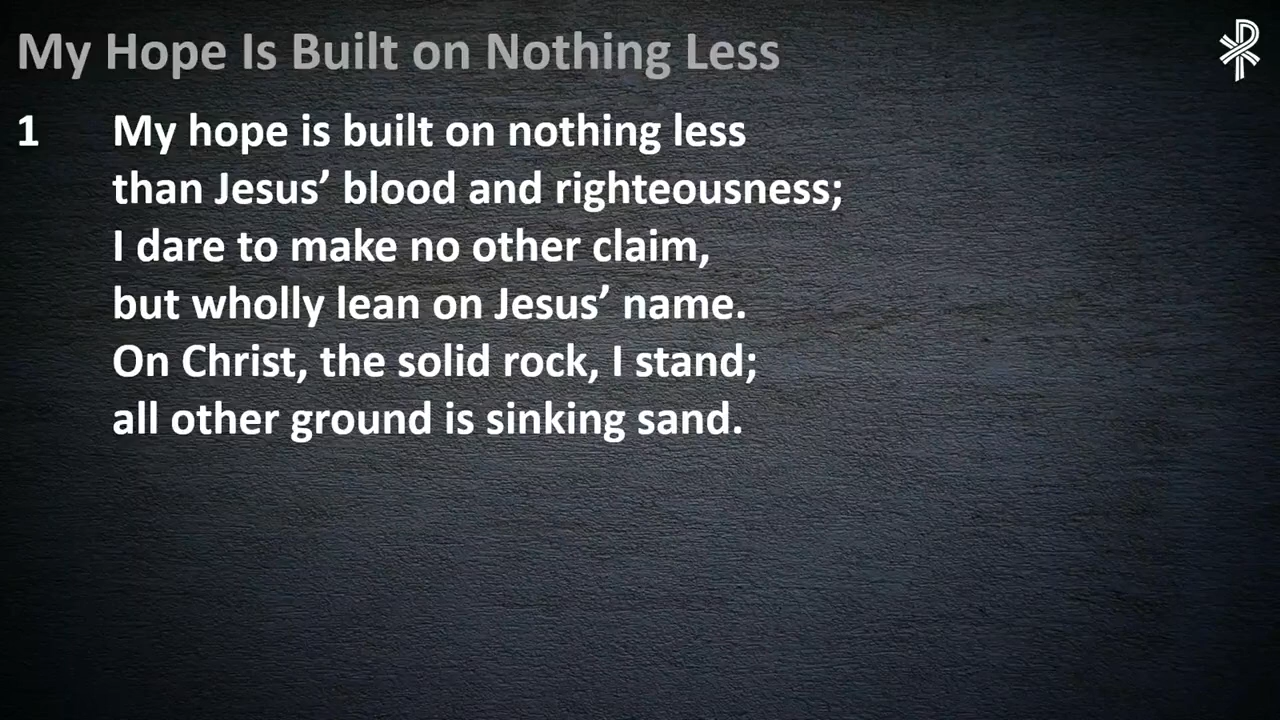 My Hope Is Built on Nothing Less
1 My hope is built on nothing less
than Jesus’ blood and righteousness;
I dare to make no other claim,
but wholly lean on Jesus’ name.
On Christ, the solid rock, I stand;
all other ground is sinking sand.